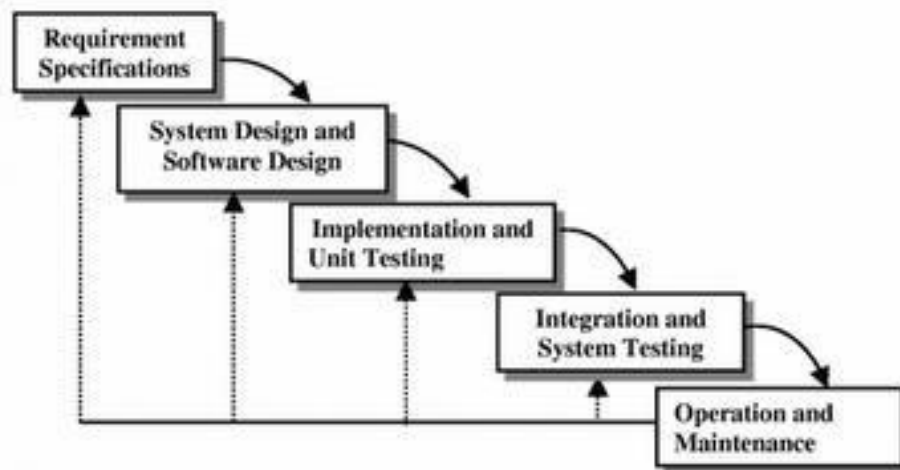 Requirement
Specifications
System Design and
Software Design
Implementation and
Unit Testing
Integration and
System Testing
Operation and
Maintenance